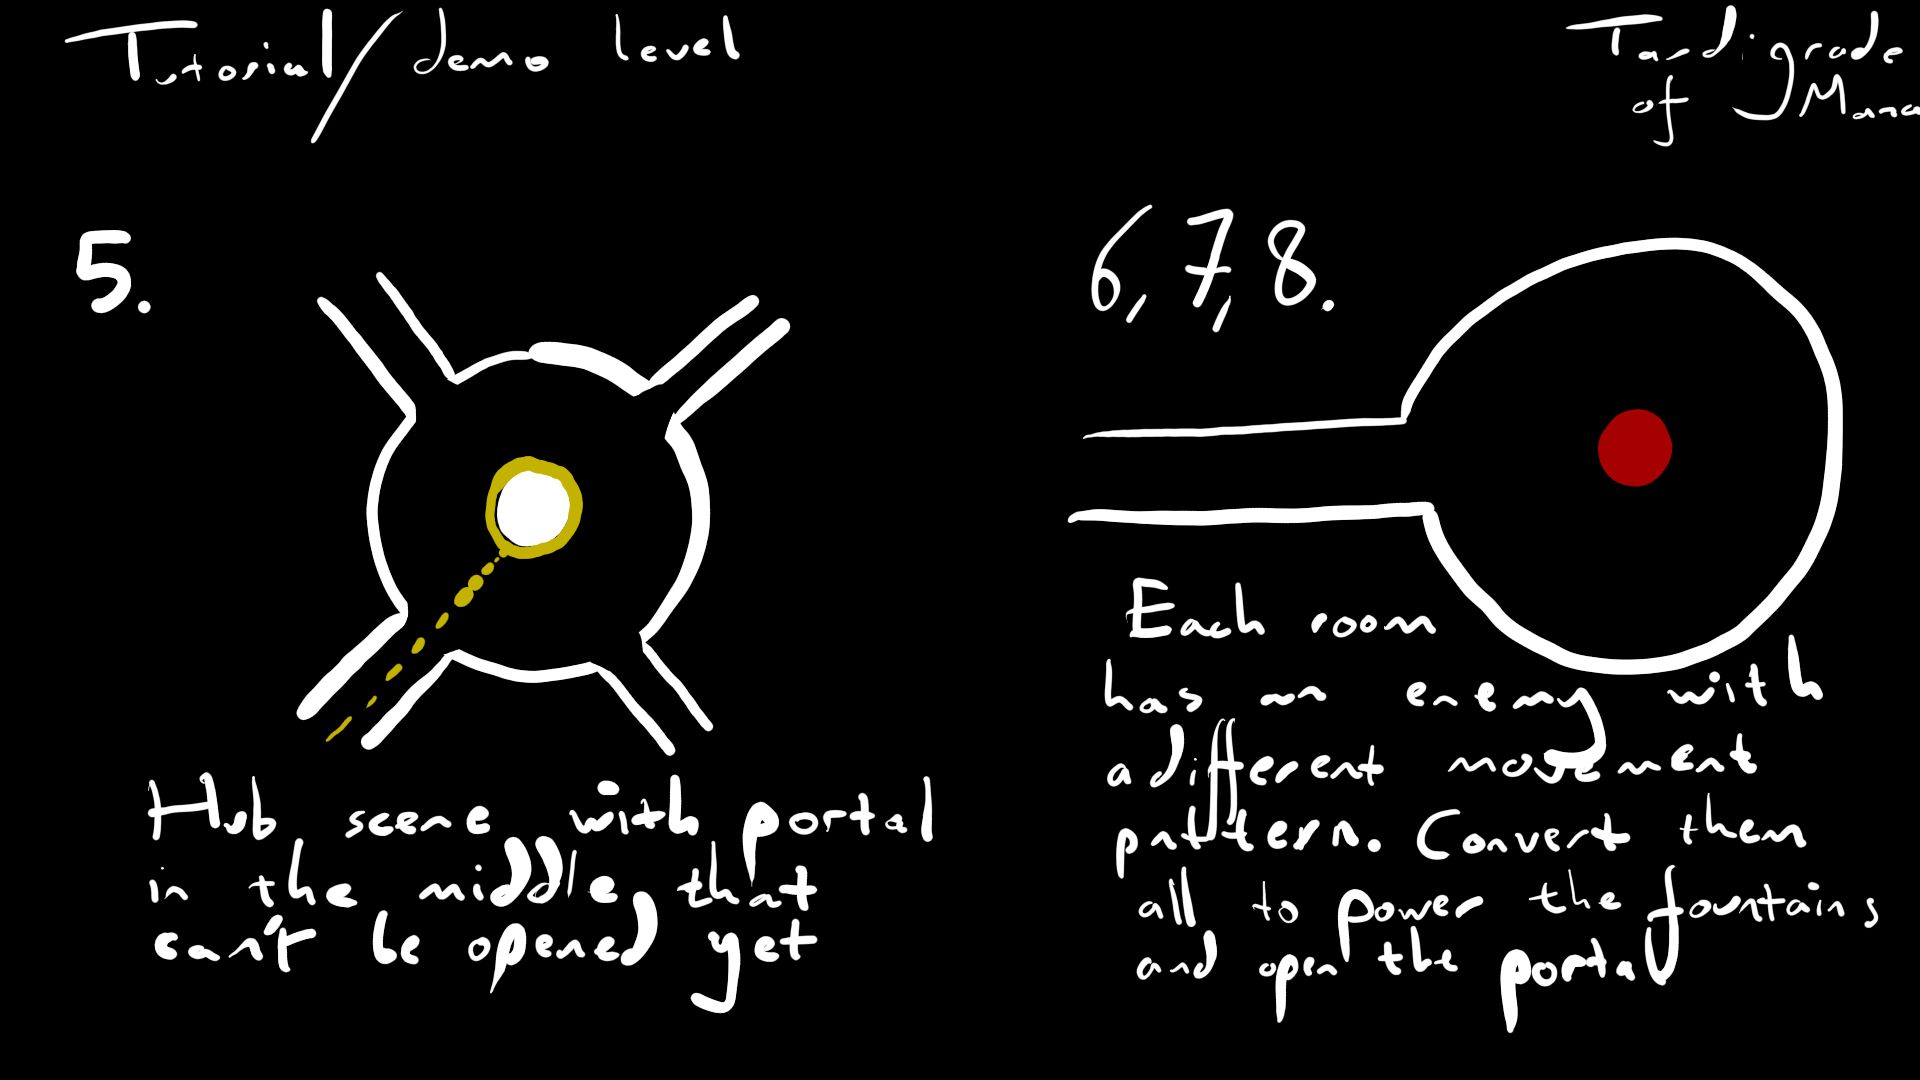 Tutorial/demo level
Tardigrade
of Mana
5.
Hub scene with portal
in the middle that
can't be opened yet
6,7,8.
Each room
has an enemy with
a different movement
pattern. Convert them
all to power the fountains
and open the portal